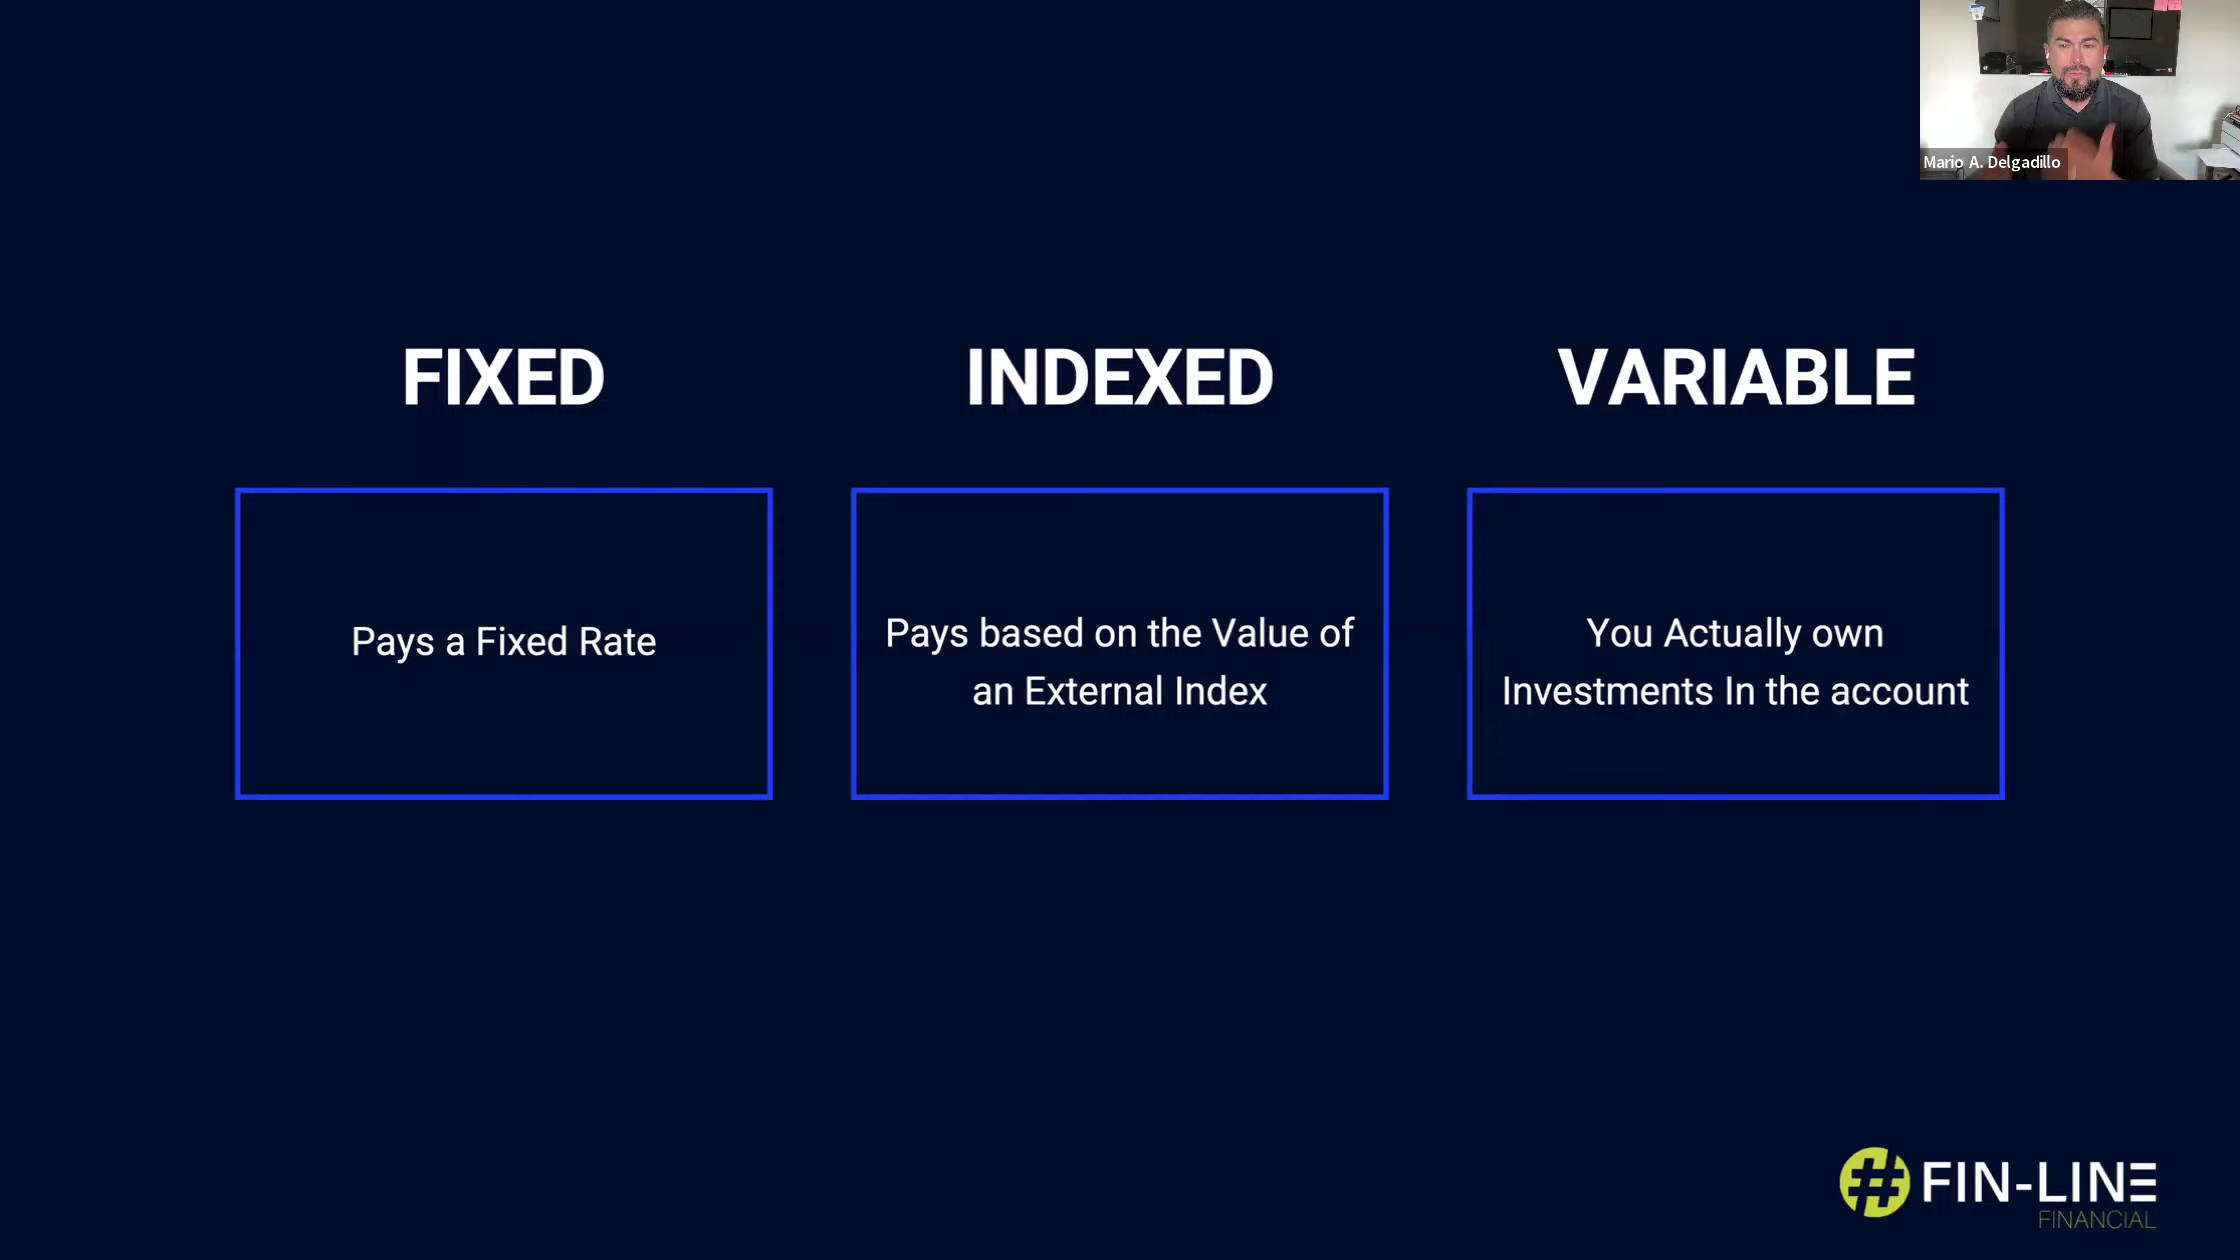 Mario A. Delgadillo
FIXED
INDEXED
VARIABLE
Pays a Fixed Rate
Pays based on the Value of
an External Index
You Actually own
Investments In the account
FIN-LINE
FINANCIAL